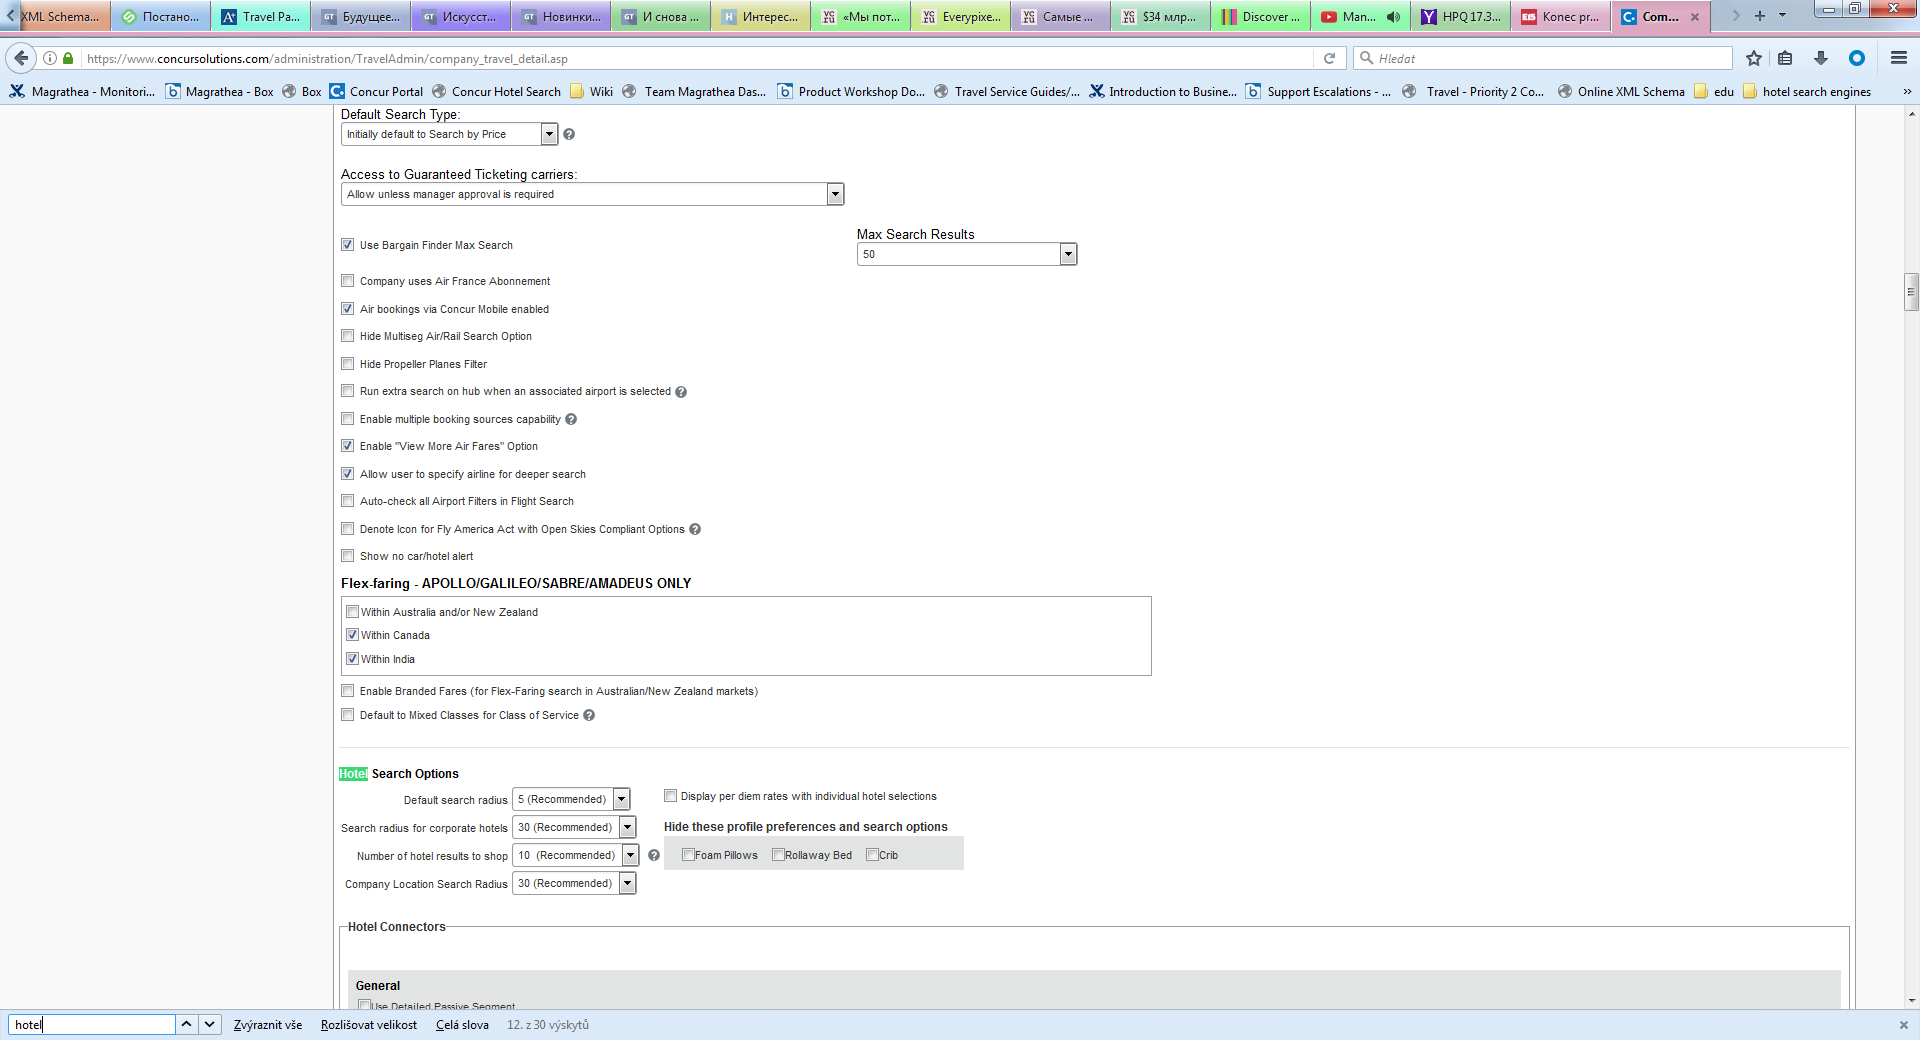 XML Schema...
Постано...
Travel Pa...
GT Будущее...
GT Искусст...
GT Новинки...
GT И снова ...
H Интерес...
«Мы пот...
Everypixe...
Самые ...
$34 млр...
Discover ...
Man...
HPQ 17.3...
E15 Konec pr...
Com...
https://www.concursolutions.com/administration/TravelAdmin/company_travel_detail.asp
Hledat
Magrathea - Monitori...
Magrathea - Box
Box
Concur Portal
Concur Hotel Search
Wiki
Team Magrathea Das...
Product Workshop Do...
Travel Service Guides/...
Introduction to Busine...
Support Escalations - ...
Travel - Priority 2 Co...
Online XML Schema
edu
hotel search engines
Default Search Type:
Initially default to Search by Price
Access to Guaranteed Ticketing carriers:
Allow unless manager approval is required
Use Bargain Finder Max Search
Max Search Results
50
Company uses Air France Abonnement
Air bookings via Concur Mobile enabled
Hide Multiseg Air/Rail Search Option
Hide Propeller Planes Filter
Run extra search on hub when an associated airport is selected
Enable multiple booking sources capability
Enable "View More Air Fares" Option
Allow user to specify airline for deeper search
Auto-check all Airport Filters in Flight Search
Denote Icon for Fly America Act with Open Skies Compliant Options
Show no car/hotel alert
Flex-faring - APOLLO/GALILEO/SABRE/AMADEUS ONLY
Within Australia and/or New Zealand
Within Canada
Within India
Enable Branded Fares (for Flex-Faring search in Australian/New Zealand markets)
Default to Mixed Classes for Class of Service
Hotel Search Options
Default search radius 5 (Recommended)
Display per diem rates with individual hotel selections
Search radius for corporate hotels 30 (Recommended)
Hide these profile preferences and search options
Number of hotel results to shop 10 (Recommended)
Foam Pillows Rollaway Bed Crib
Company Location Search Radius 30 (Recommended)
Hotel Connectors
General
Use Detailed Passive Segment
hotel
Zvýraznit vše
Rozlišovat velikost
Celá slova
12. z 30 výskytů